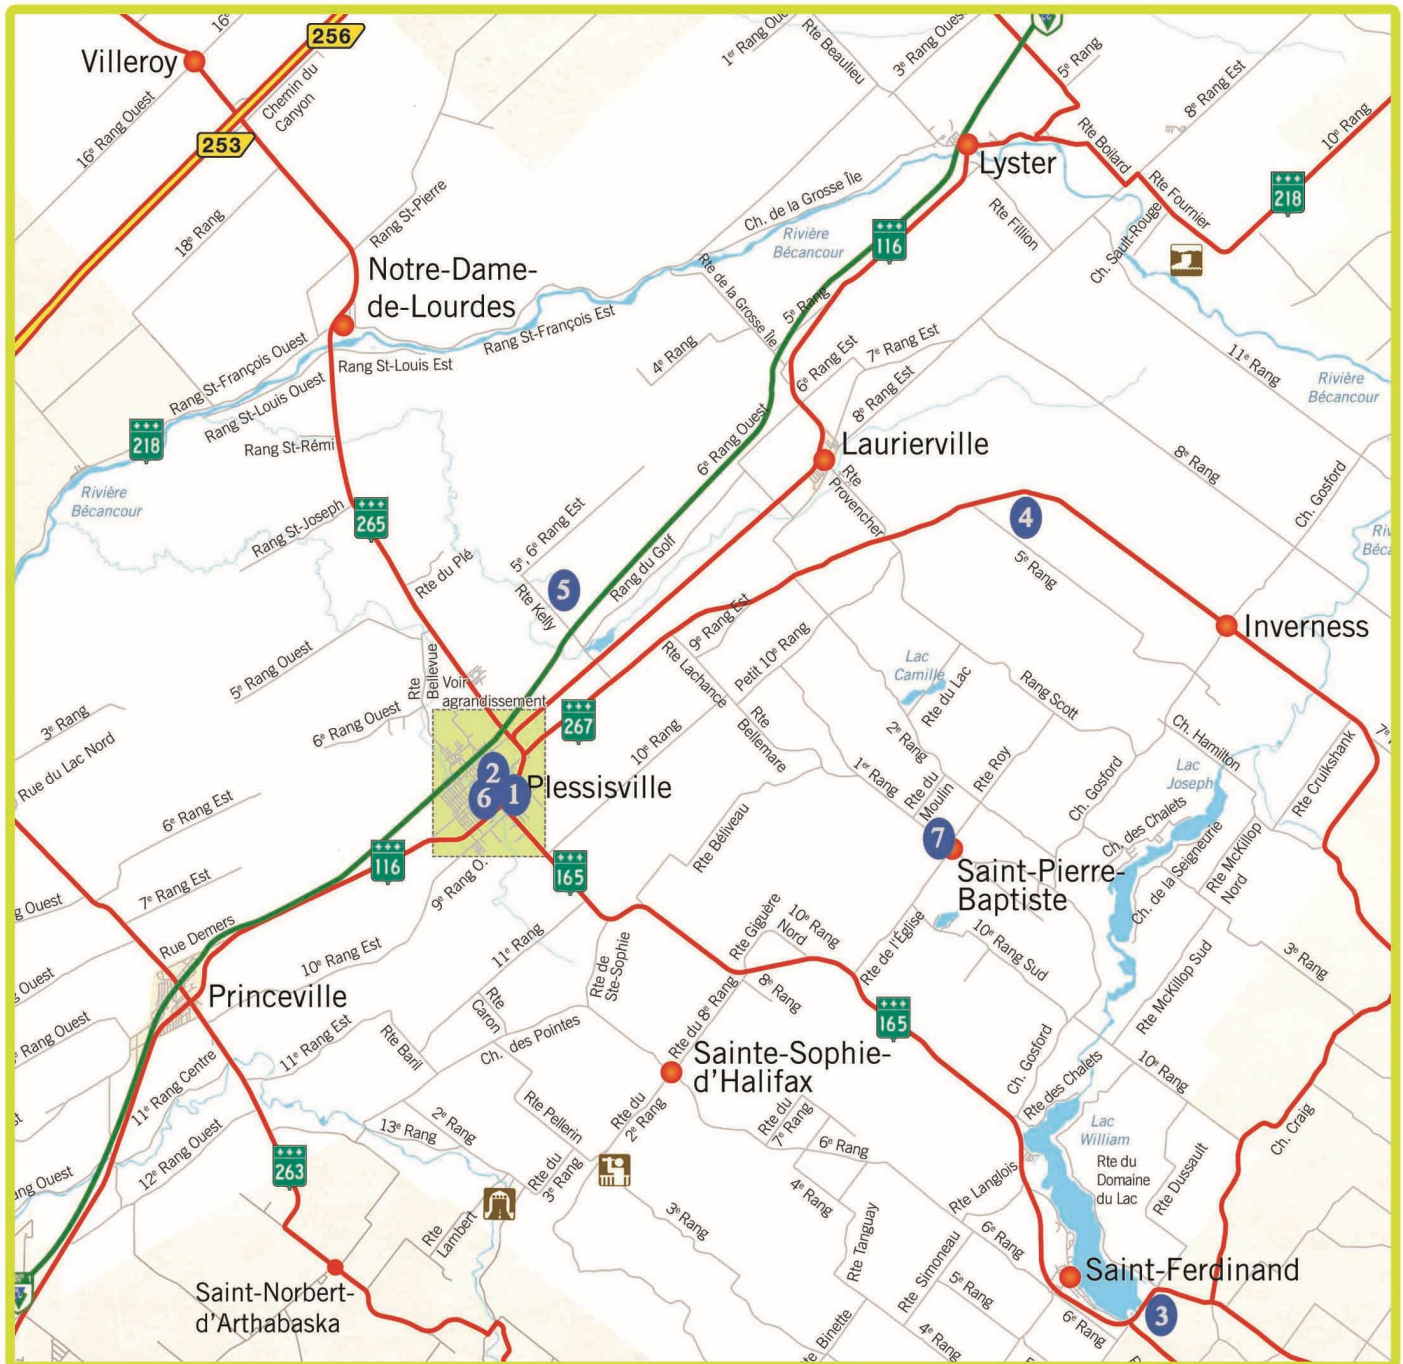 256
16e
Villeroy
Chemin du
Canyon
16e Rang Ouest
253
18e Rang
Rang St-Pierre
1er Rang
Rte Beaulieu
3e Rang Ouest
5e Rang
8e Rang Est
10e Rang
Rte Boilard
Lyster
Rte Fournier
218
Ch. de la Grosse Île
Rivière
Bécancour
116
Rte Fillion
Ch. Sault-Rouge
Notre-Dame-
de-Lourdes
Rte de la Grosse Île
5e Rang
Rang St-François Est
Rang St-François Ouest
Rang St-Louis Est
Rang St-Louis Ouest
4e Rang
6e Rang Est
7e Rang Est
8e Rang Est
11e Rang
Rivière
Bécancour
218
Rang St-Rémi
6e Rang Ouest
Laurierville
Rte
Provencher
8e Rang
Ch. Gosford
Rivière
Bécancour
265
Rang St-Joseph
5e, 6e Rang Est
4
5e Rang
Riv
Béca
Rte du Plé
Rte Kelly
5
Rang du Golf
9e Rang Est
Inverness
5e Rang Ouest
Rte
Bellevue
Voir
agrandissement
Rte Lachance
Petit 10e Rang
Lac
Camille
Rte du Lac
Rang Scott
3e Rang
6e Rang Ouest
267
10e Rang
Rte
Bellemare
2e Rang
Ch. Hamilton
7e
Rue du Lac Nord
2
6
1
Plessisville
1er Rang
Rte du
Moulin
Rte Roy
Ch. Gosford
Lac
Joseph
Rte Cruikshank
6e Rang Est
116
165
Rte Béliveau
7
Saint-Pierre-
Baptiste
Ch. des Chalets
Ch. de la Seigneurie
Rte McKillop
Nord
7e Rang Est
9e Rang O.
g Ouest
Rue Demers
10e Rang Est
11e Rang
Rte de
Ste-Sophie
Rte Giguère
Nord
10e Rang
Rte de l'Église
10e Rang Sud
3e Rang
Ouest
Princeville
8e Rang
165
Rte McKillop Sud
Rang Ouest
11e Rang Est
Rte
Caron
Rte Baril
Ch. des Pointes
Rte du 8e Rang
Sainte-Sophie-
d'Halifax
Ch. Gosford
Rte des Chalets
10e Rang
11e Rang Centre
2e Rang
13e Rang
Rte Pellerin
Rte du
2e Rang
Rte du
7e Rang
6e Rang
Lac
William
Ch. Craig
12e Rang Ouest
263
Rte du
3e Rang
Rte Langlois
Rte du
Domaine
du Lac
Rte Dussault
ang Ouest
Rte
Lambert
3e Rang
4e Rang
Rte Tanguay
6e Rang
Rte Simoneau
5e Rang
Saint-Ferdinand
Saint-Norbert-
d'Arthabaska
3
6e Rang
4e Rang
te Binette